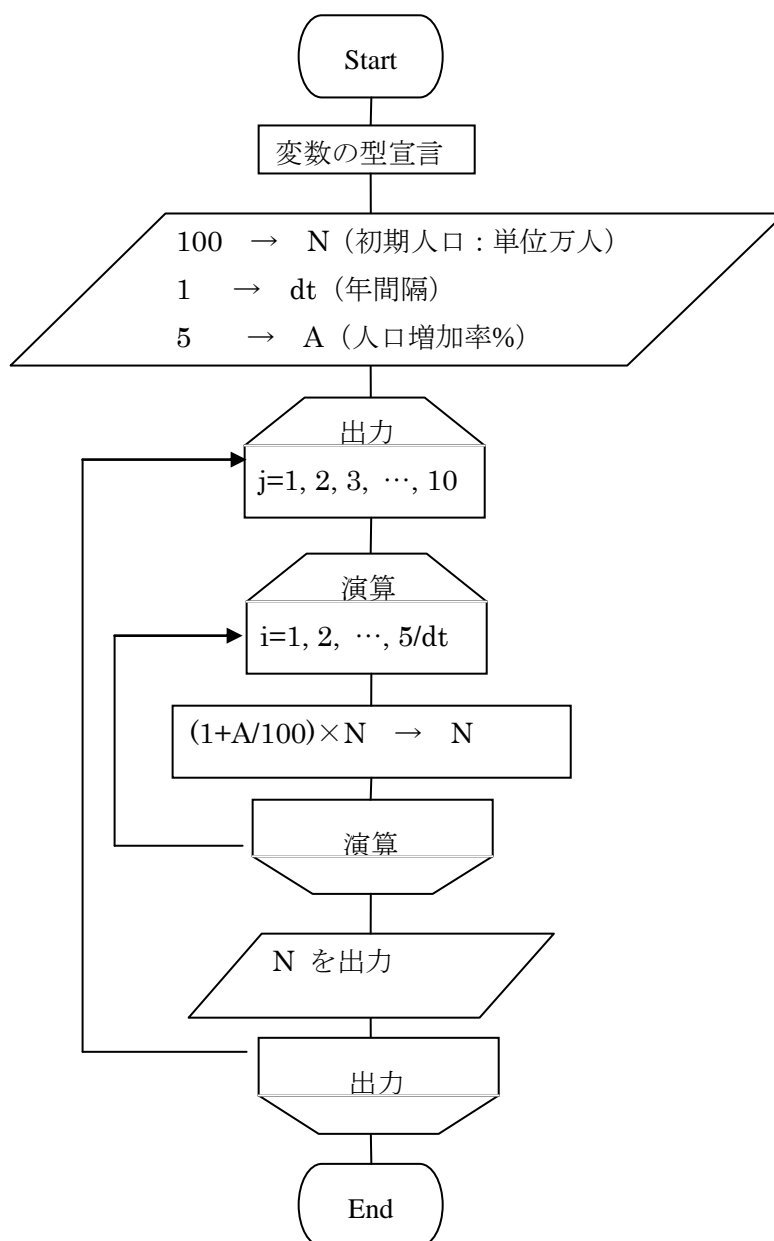 Start
変数の型宣言
100 → N（初期人口：単位万人）
1 → dt（年間隔）
5 → A（人口増加率%）
出力
j=1, 2, 3, …, 10
演算
i=1, 2, …, 5/dt
(1+A/100)×N → N
演算
N を出力
出力
End